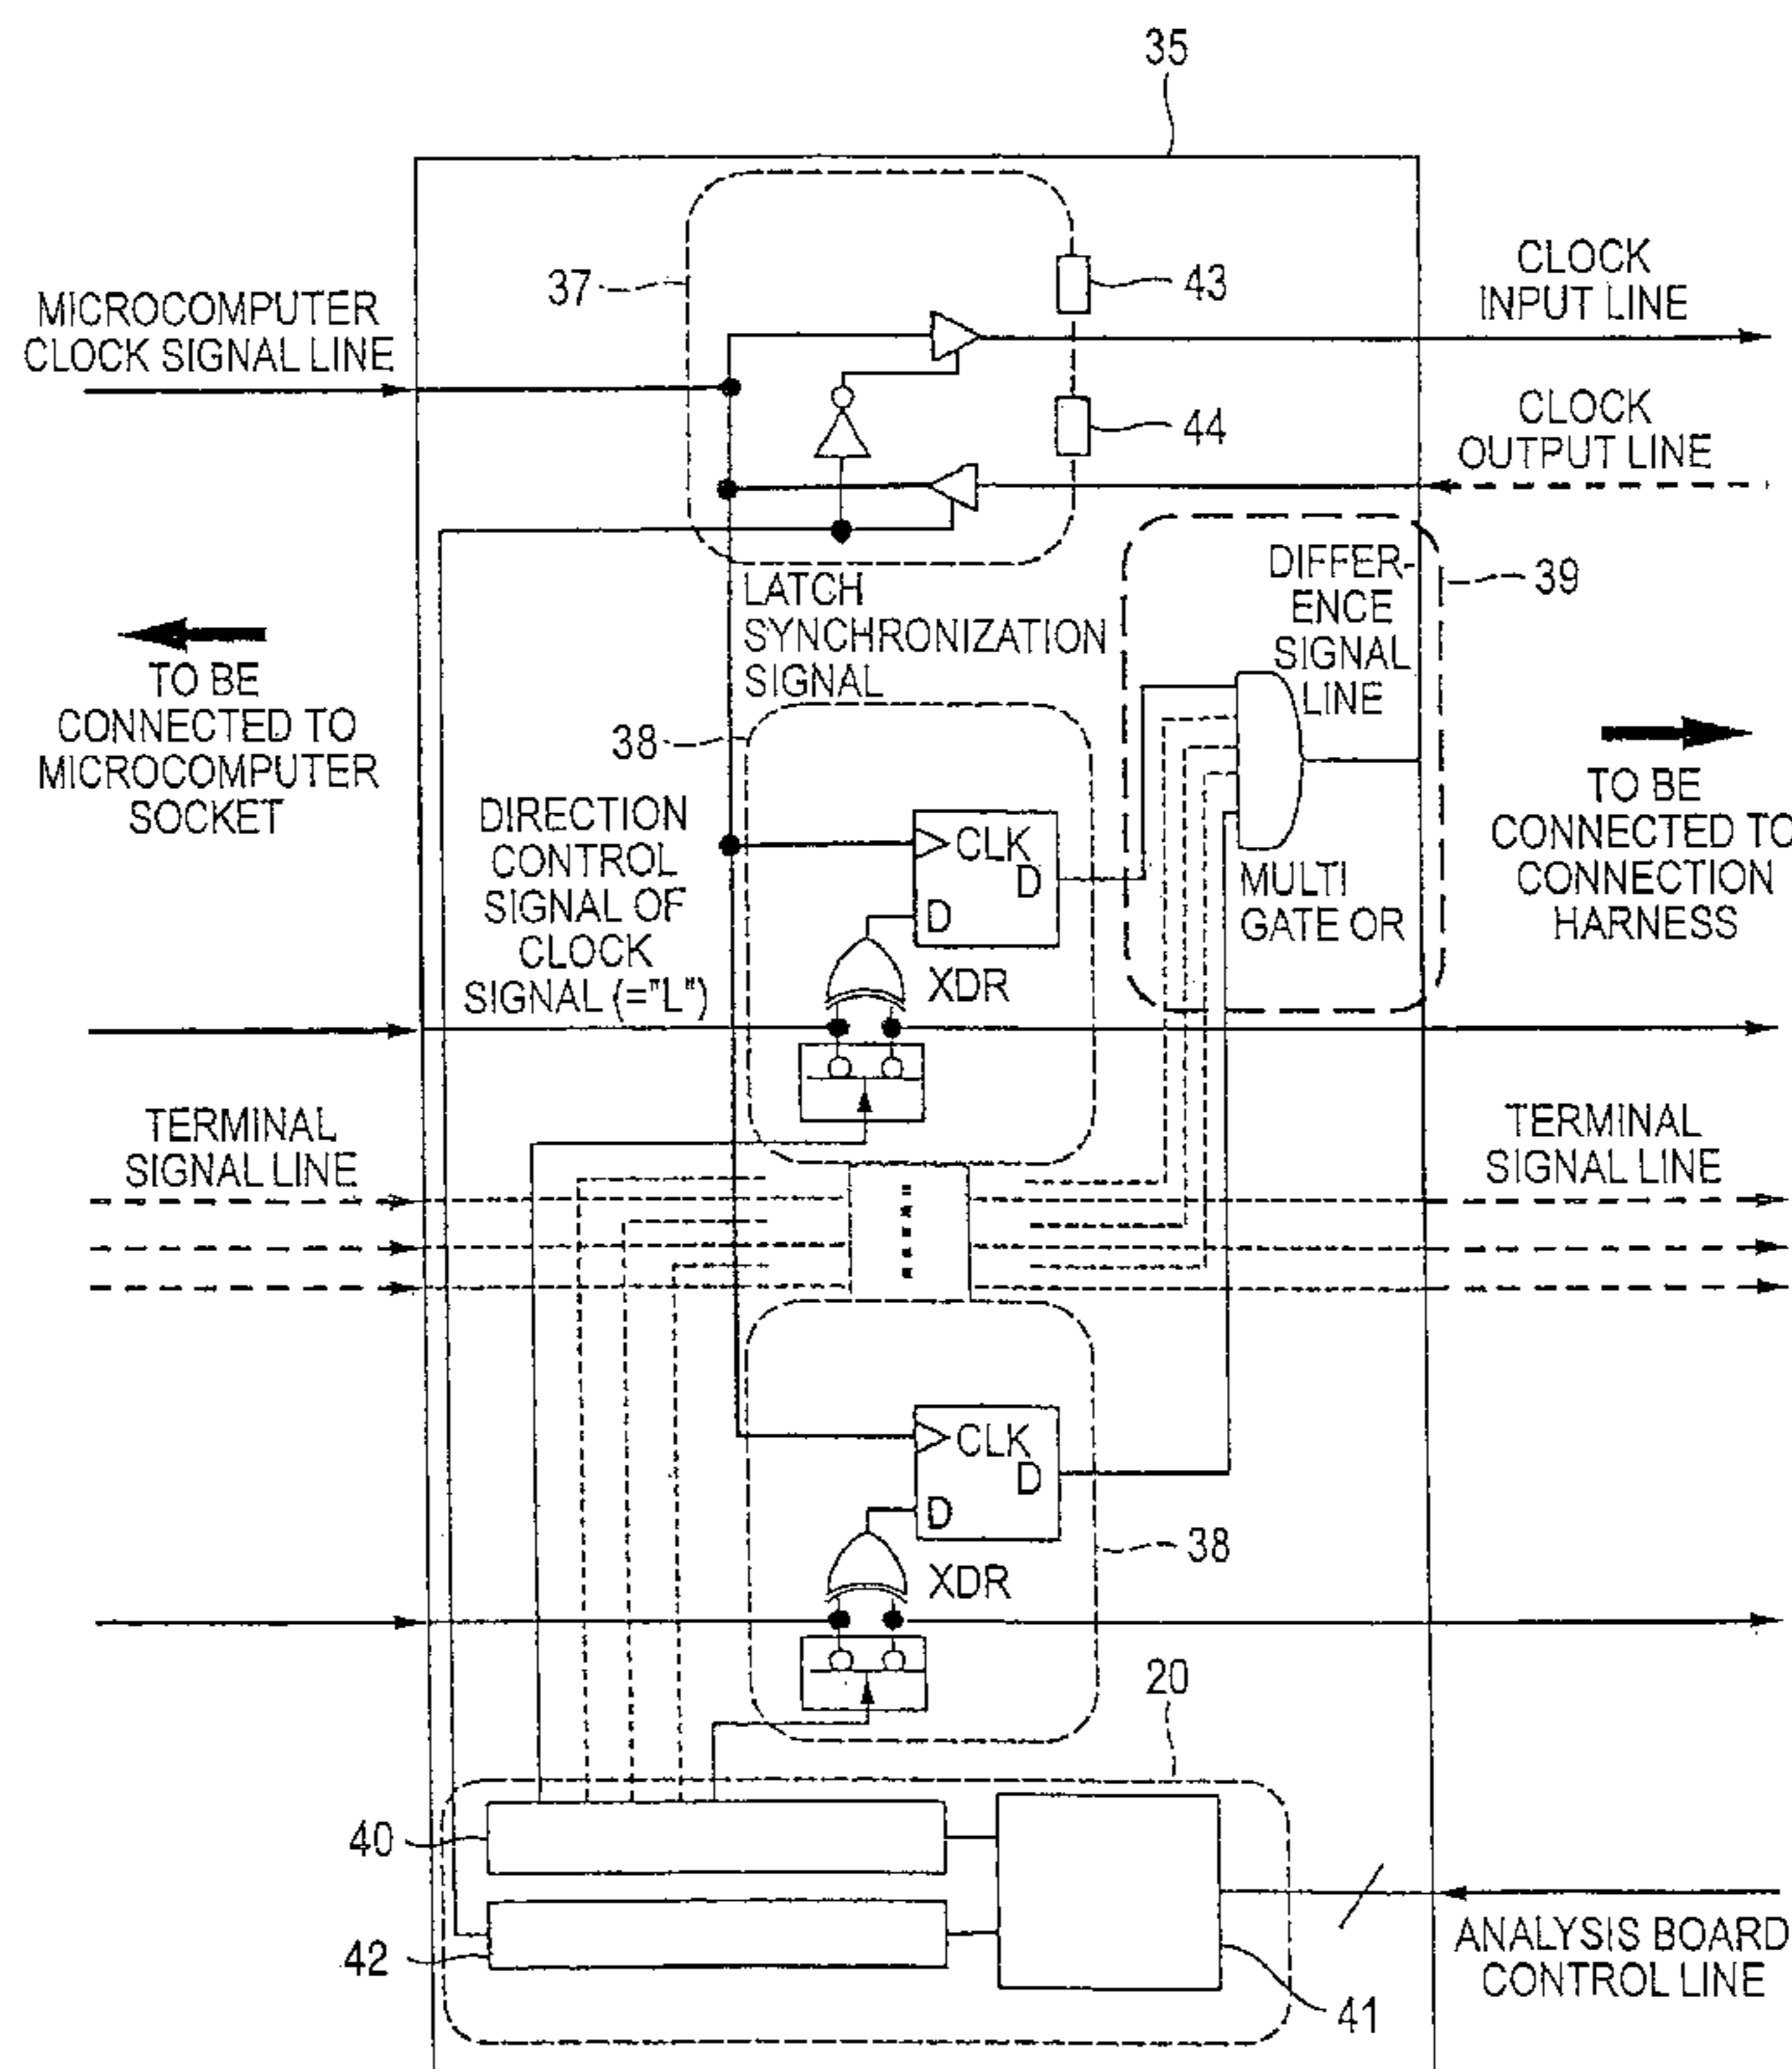 35
37
43
CLOCK
INPUT LINE
MICROCOMPUTER
CLOCK SIGNAL LINE
44
CLOCK
OUTPUT LINE
LATCH
SYNCHRONIZATION
SIGNAL
DIFFER-
ENCE
SIGNAL
LINE
39
TO BE
CONNECTED TO
MICROCOMPUTER
SOCKET
38
DIRECTION
CONTROL
SIGNAL OF
CLOCK
SIGNAL (="L")
CLK
D
D
XDR
MULTI
GATE OR
TO BE
CONNECTED TO
CONNECTION
HARNESS
TERMINAL
SIGNAL LINE
TERMINAL
SIGNAL LINE
CLK
D
D
XDR
38
20
40
42
41
ANALYSIS BOARD
CONTROL LINE